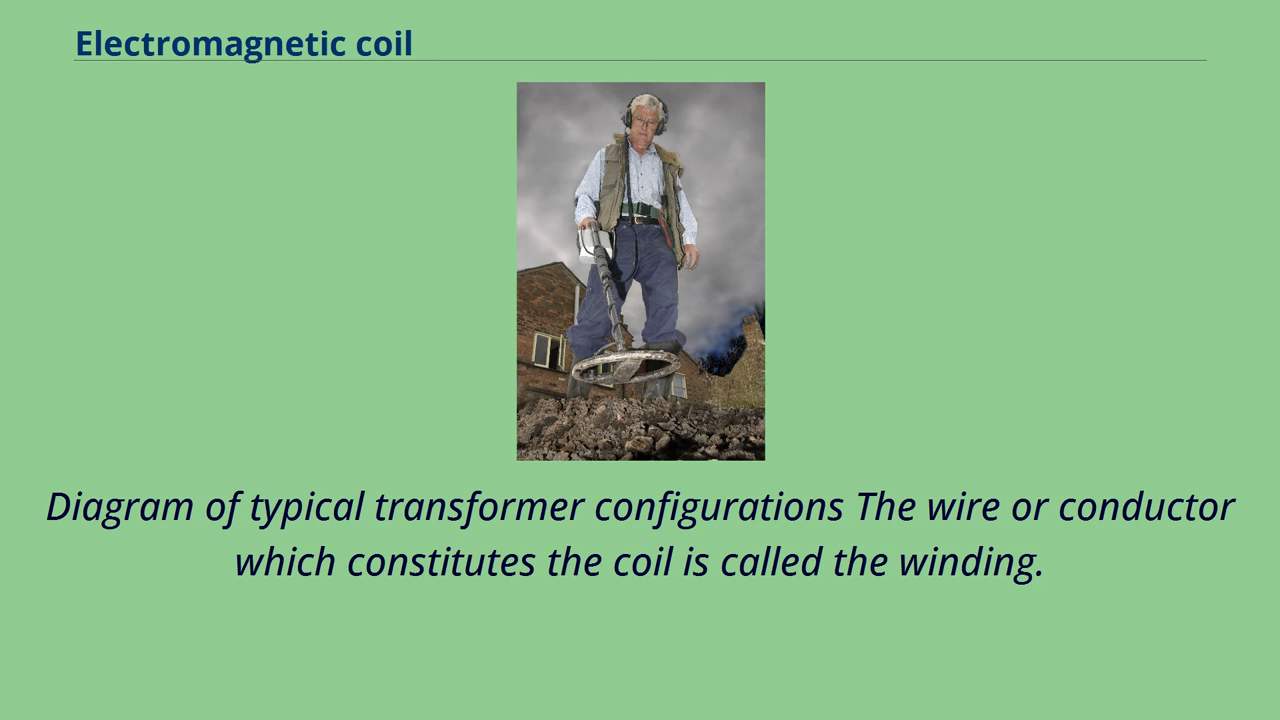 Electromagnetic coil
Diagram of typical transformer configurations The wire or conductor
which constitutes the coil is called the winding.